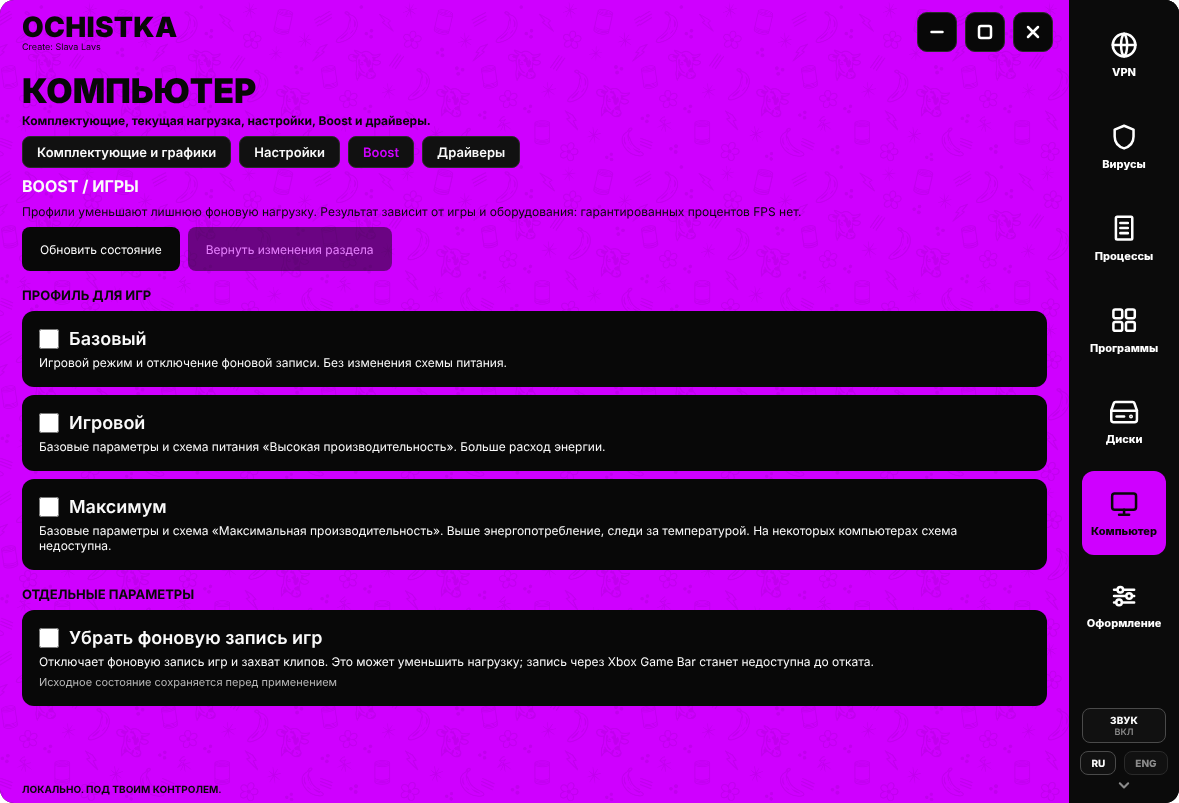 OCHISTKA
Create: Slava Lavs
КОМПЬЮТЕР
Комплектующие, текущая нагрузка, настройки, Boost и драйверы.
Комплектующие и графики
Настройки
Boost
Драйверы
BOOST / ИГРЫ
Профили уменьшают лишнюю фоновую нагрузку. Результат зависит от игры и оборудования: гарантированных процентов FPS нет.
Обновить состояние
Вернуть изменения раздела
ПРОФИЛЬ ДЛЯ ИГР
Базовый
Игровой режим и отключение фоновой записи. Без изменения схемы питания.
Игровой
Базовые параметры и схема питания «Высокая производительность». Больше расход энергии.
Максимум
Базовые параметры и схема «Максимальная производительность». Выше энергопотребление, следи за температурой. На некоторых компьютерах схема
недоступна.
ОТДЕЛЬНЫЕ ПАРАМЕТРЫ
Убрать фоновую запись игр
Отключает фоновую запись игр и захват клипов. Это может уменьшить нагрузку; запись через Xbox Game Bar станет недоступна до отката.
Исходное состояние сохраняется перед применением
ЛОКАЛЬНО. ПОД ТВОИМ КОНТРОЛЕМ.
VPN
Вирусы
Процессы
Программы
Диски
Компьютер
Оформление
ЗВУК
ВКЛ
RU
ENG